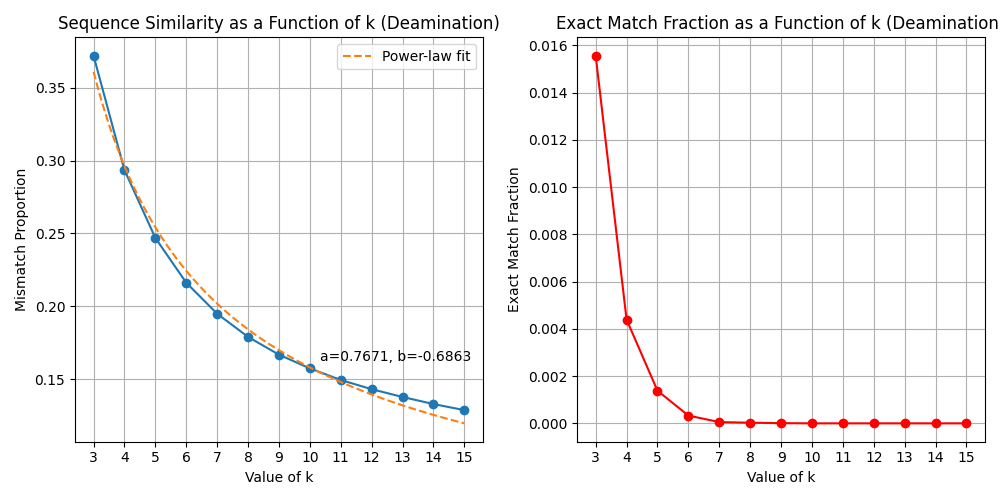 Sequence Similarity as a Function of k (Deamination)
Mismatch Proportion
0.35
0.30
0.25
0.20
0.15
Power-law fit
a=0.7671, b=-0.6863
3 4 5 6 7 8 9 10 11 12 13 14 15
Value of k
Exact Match Fraction as a Function of k (Deamination
Exact Match Fraction
0.016
0.014
0.012
0.010
0.008
0.006
0.004
0.002
0.000
3 4 5 6 7 8 9 10 11 12 13 14 15
Value of k